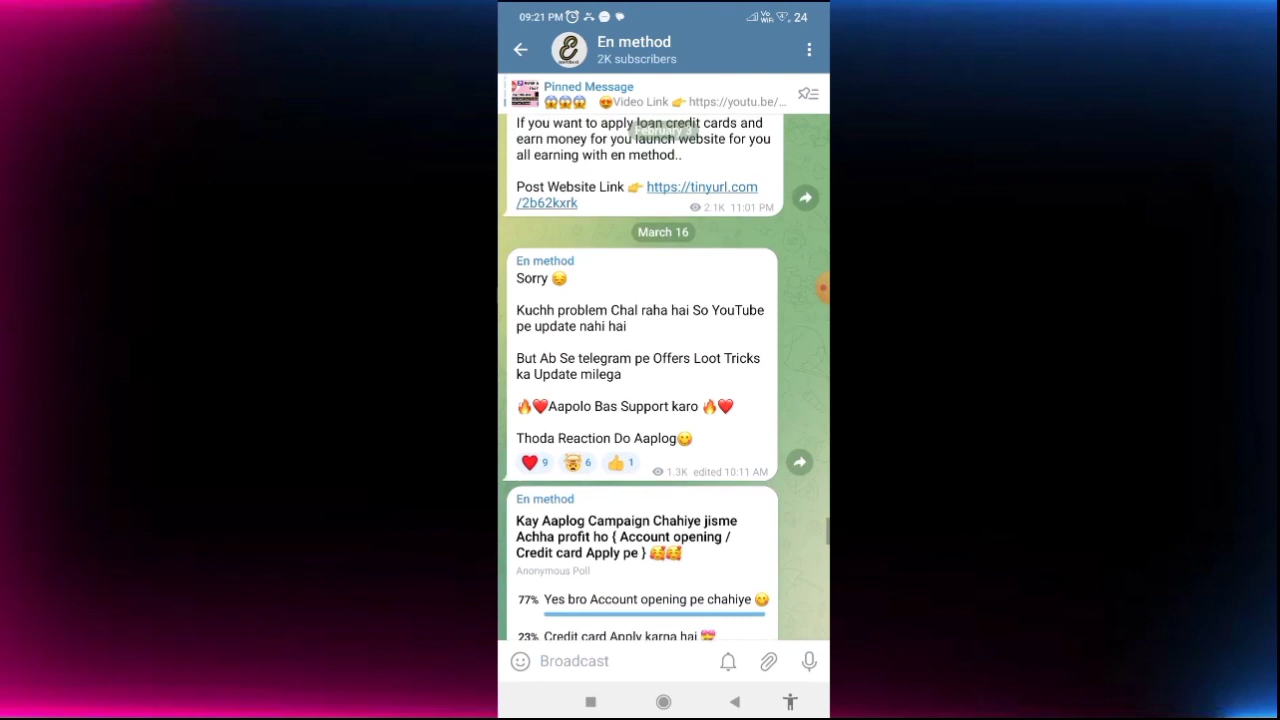 09:21 PM
Vo
WiFi
24
En method
2K subscribers
Pinned Message
😱😱😱 😍Video Link 👉 https://youtu.be/...
If you want to apply loan credit cards and
February 3
earn money for you launch website for you
all earning with en method..
Post Website Link 👉 https://tinyurl.com
/2b62kxrk
2.1K 11:01 PM
March 16
En method
Sorry 😔
Kuchh problem Chal raha hai So YouTube
pe update nahi hai
But Ab Se telegram pe Offers Loot Tricks
ka Update milega
🔥❤️Aapolo Bas Support karo 🔥❤️
Thoda Reaction Do Aaplog😋
❤️ 9 🤯 6 👍 1
1.3K edited 10:11 AM
En method
Kay Aaplog Campaign Chahiye jisme
Achha profit ho { Account opening /
Credit card Apply pe } 🥰🥰
Anonymous Poll
77% Yes bro Account opening pe chahiye 😋
23% Credit card Apply karna hai 💝
Broadcast